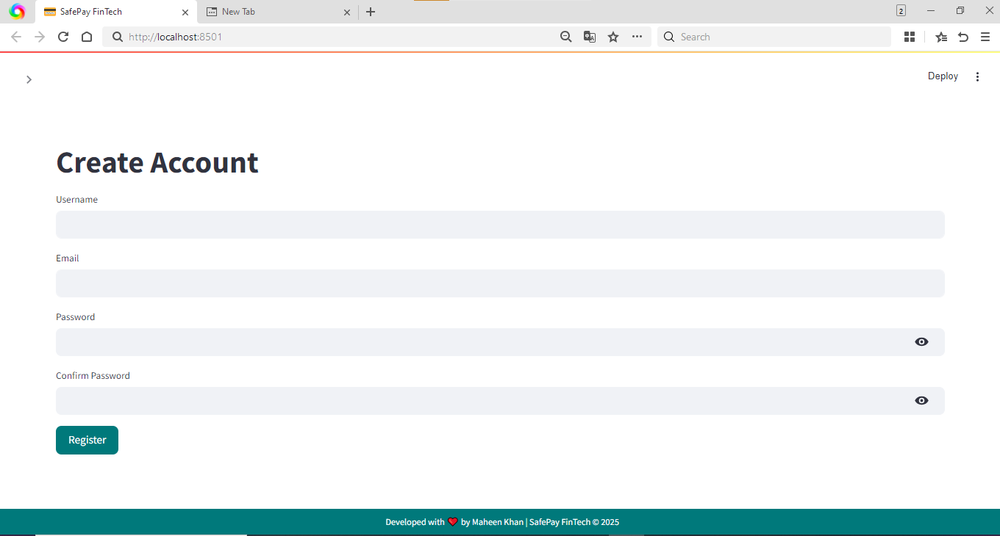 SafePay FinTech
New Tab
2
http://localhost:8501
Search
Deploy
Create Account
Username
Email
Password
Confirm Password
Register
Developed with ❤️ by Maheen Khan | SafePay FinTech © 2025